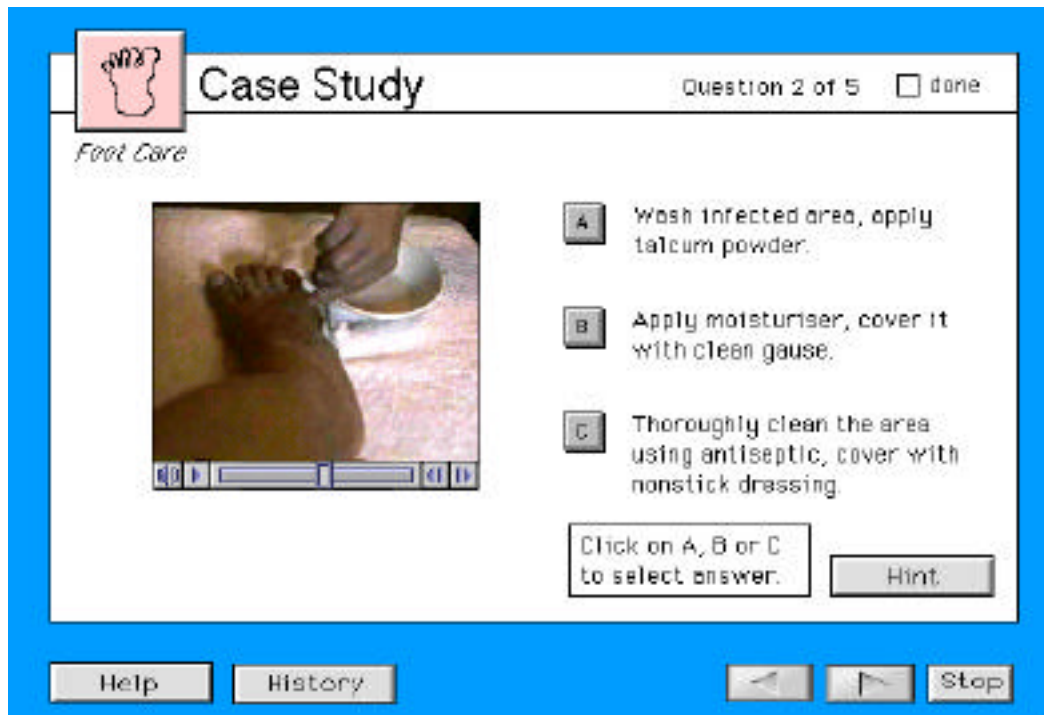 Case Study
Question 2 of 5
done
Foot Care
A
Wash infected area, apply
talcum powder.
B
Apply moisturiser, cover it
with clean gause.
C
Thoroughly clean the area
using antiseptic, cover with
nonstick dressing.
Click on A, B or C
to select answer.
Hint
Help
History
Stop